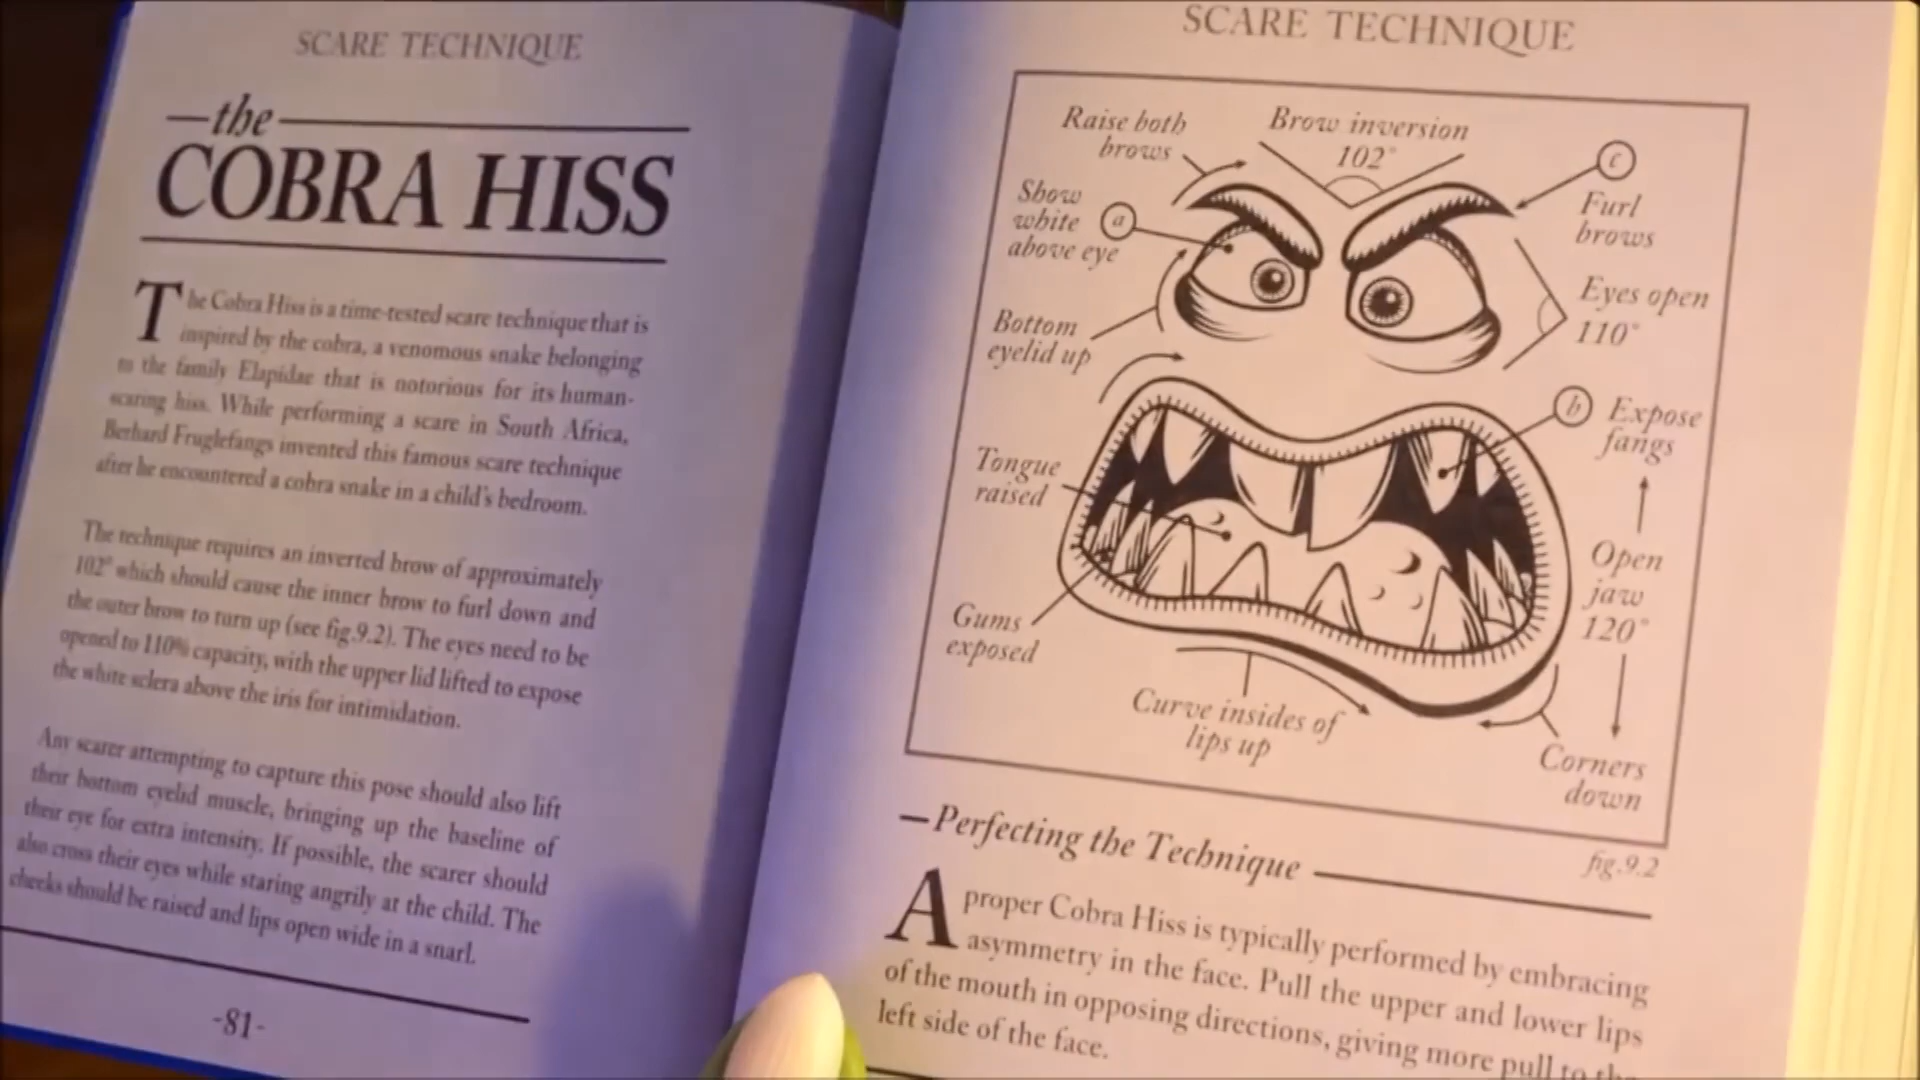 SCARE TECHNIQUE
the
COBRA HISS
The Cobra Hiss is a time-tested scare technique that is
inspired by the cobra, a venomous snake belonging
to the family Elapidae that is notorious for its human-
scaring hiss. While performing a scare in South Africa,
Berhard Fruglefangs invented this famous scare technique
after he encountered a cobra snake in a child's bedroom.
The technique requires an inverted brow of approximately
102° which should cause the inner brow to furl down and
the outer brow to turn up (see fig.9.2). The eyes need to be
opened to 110% capacity, with the upper lid lifted to expose
the white sclera above the iris for intimidation.
Any scarer attempting to capture this pose should also lift
their bottom eyelid muscle, bringing up the baseline of
their eye for extra intensity. If possible, the scarer should
also cross their eyes while staring angrily at the child. The
cheeks should be raised and lips open wide in a snarl.
-81-
SCARE TECHNIQUE
Raise both
brows
Brow inversion
102°
c
Furl
brows
Show
white
above eye
a
Eyes open
110°
Bottom
eyelid up
b
Expose
fangs
Tongue
raised
Open
jaw
120°
Gums
exposed
Curve insides of
lips up
Corners
down
fig.9.2
Perfecting the Technique
A proper Cobra Hiss is typically performed by embracing
asymmetry in the face. Pull the upper and lower lips
of the mouth in opposing directions, giving more pull to the
left side of the face.